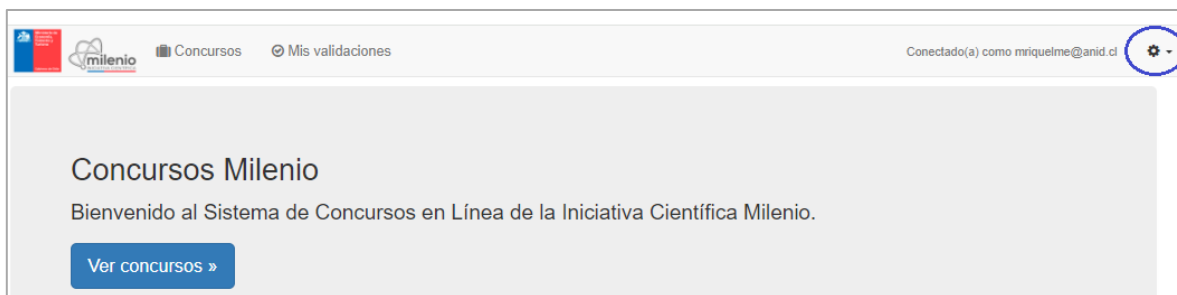 milenio
Concursos
Mis validaciones
Conectado(a) como mriquelme@anid.cl
Concursos Milenio
Bienvenido al Sistema de Concursos en Línea de la Iniciativa Científica Milenio.
Ver concursos »